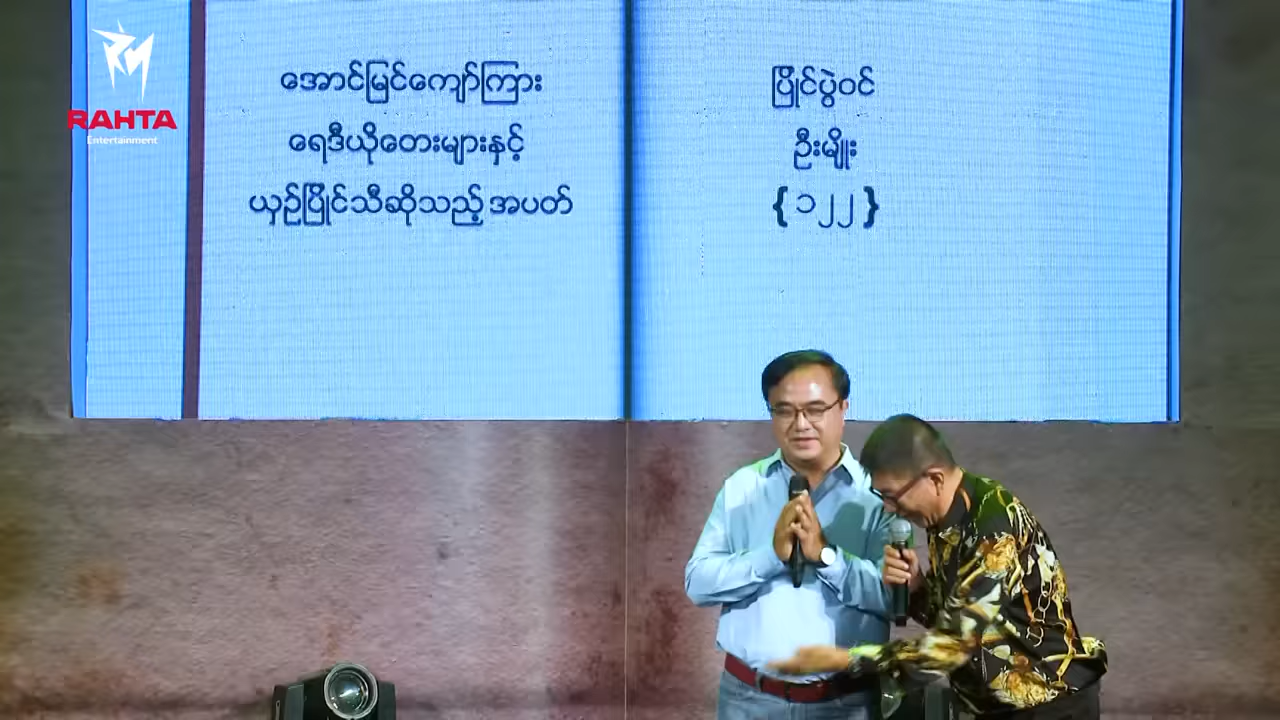 RM
RAHTA
Entertainment
အောင်မြင်ကျော်ကြား
ရေဒီယိုတေးများနှင့်
ယှဉ်ပြိုင်သီဆိုသည့် အပတ်
ပြိုင်ပွဲဝင်
ဦးမျိုး
{၁၂၂}